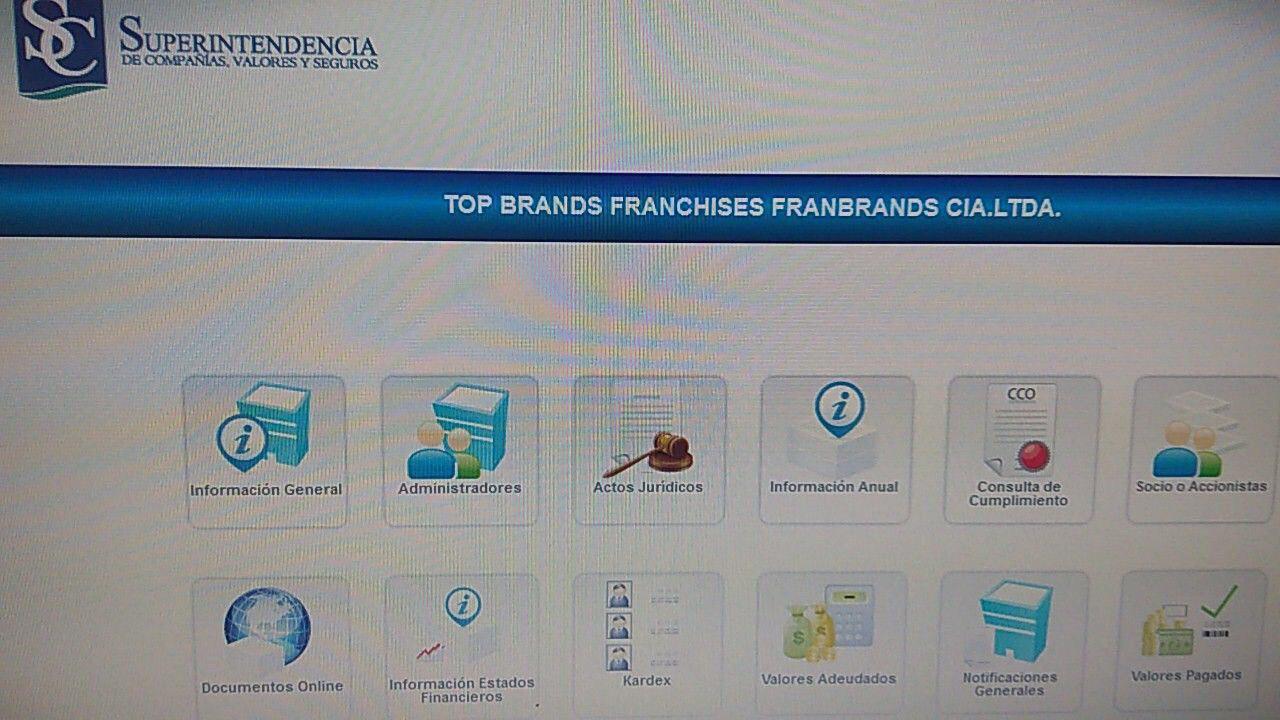 SC
SUPERINTENDENCIA
DE COMPAÑÍAS, VALORES Y SEGUROS
TOP BRANDS FRANCHISES FRANBRANDS CIA.LTDA.
CCO
Información General
Administradores
Actos Jurídicos
Información Anual
Consulta de
Cumplimiento
Socio o Accionistas
Documentos Online
Información Estados
Financieros
Kardex
Valores Adeudados
Notificaciones
Generales
Valores Pagados